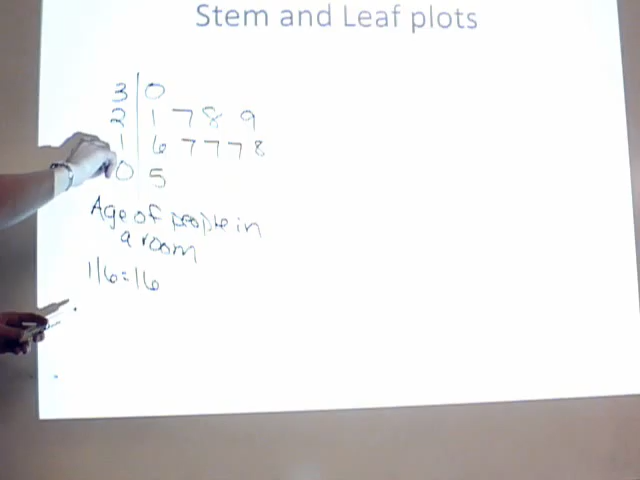 Stem and Leaf plots
3 | 0
2 | 1 7 8 9
1 | 6 7 7 7 8
0 | 5
Age of people in
a room
1|6=16